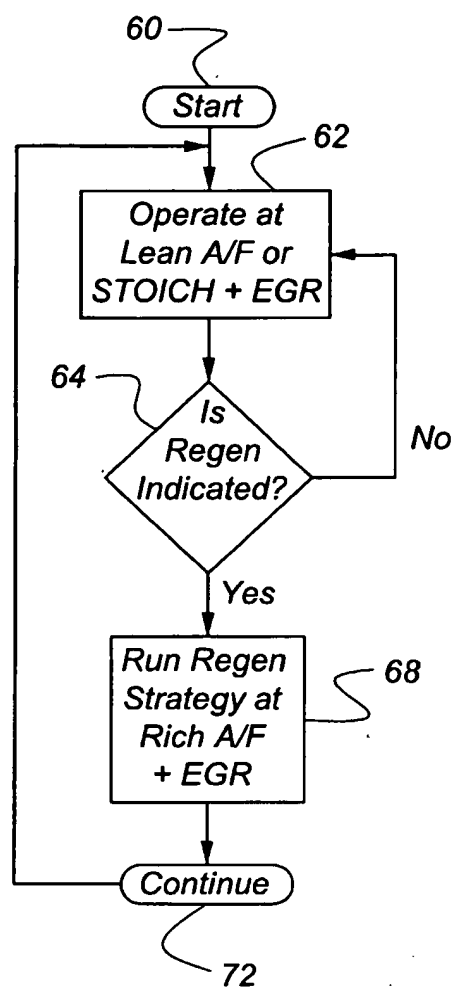 60
Start
62
Operate at
Lean A/F or
STOICH + EGR
64
Is
Regen
Indicated?
No
Yes
Run Regen
Strategy at
Rich A/F
+ EGR
68
Continue
72